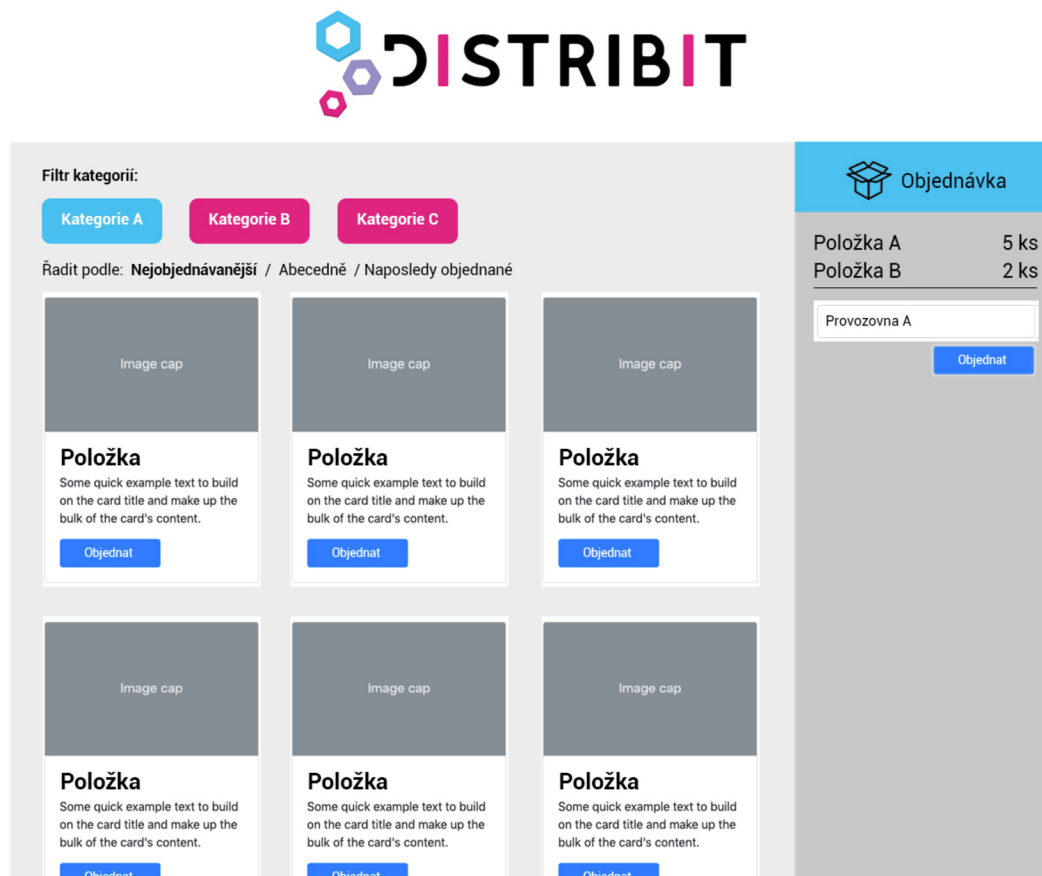 DISTRIBIT
Filtr kategorií:
Kategorie A Kategorie B Kategorie C
Řadit podle: Nejobjednávanější / Abecedně / Naposledy objednané
Image cap
Položka
Some quick example text to build
on the card title and make up the
bulk of the card's content.
Objednat
Image cap
Položka
Some quick example text to build
on the card title and make up the
bulk of the card's content.
Objednat
Image cap
Položka
Some quick example text to build
on the card title and make up the
bulk of the card's content.
Objednat
Image cap
Položka
Some quick example text to build
on the card title and make up the
bulk of the card's content.
Objednat
Image cap
Položka
Some quick example text to build
on the card title and make up the
bulk of the card's content.
Objednat
Image cap
Položka
Some quick example text to build
on the card title and make up the
bulk of the card's content.
Objednat
Objednávka
Položka A 5 ks
Položka B 2 ks
Provozovna A
Objednat